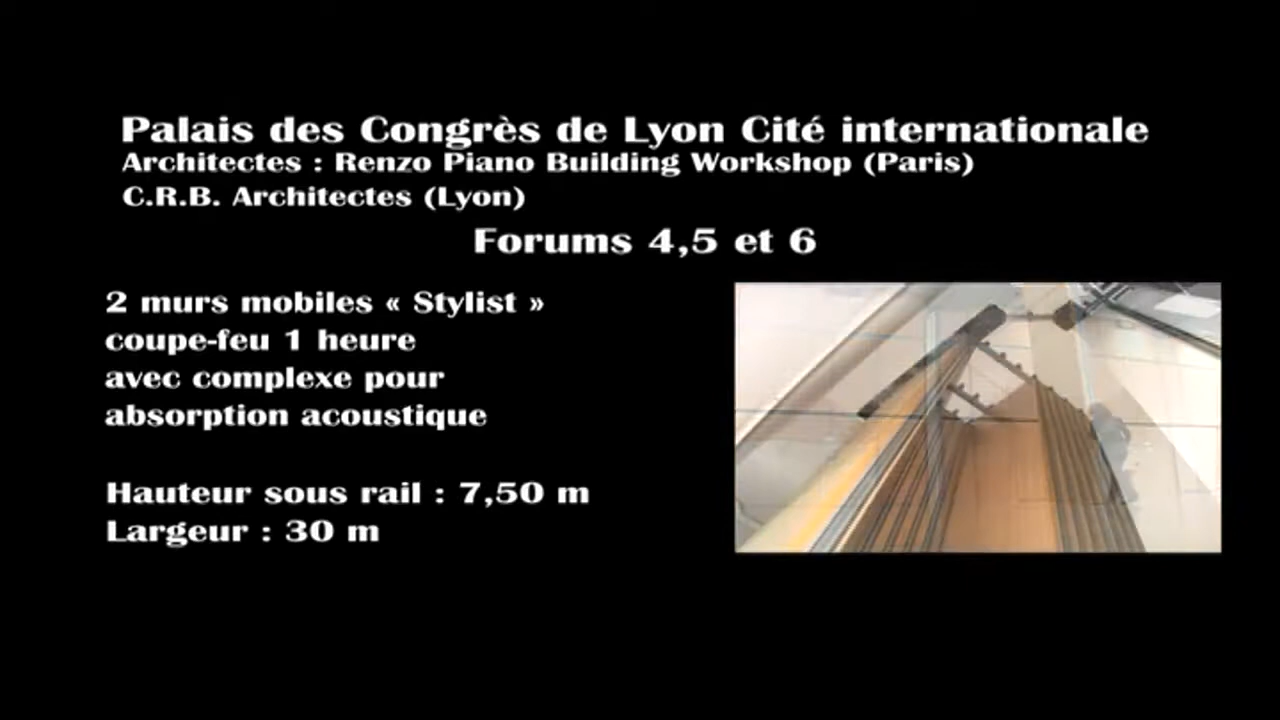 Palais des Congrès de Lyon Cité internationale
Architectes : Renzo Piano Building Workshop (Paris)
C.R.B. Architectes (Lyon)
Forums 4,5 et 6
2 murs mobiles « Stylist »
coupe-feu 1 heure
avec complexe pour
absorption acoustique
Hauteur sous rail : 7,50 m
Largeur : 30 m